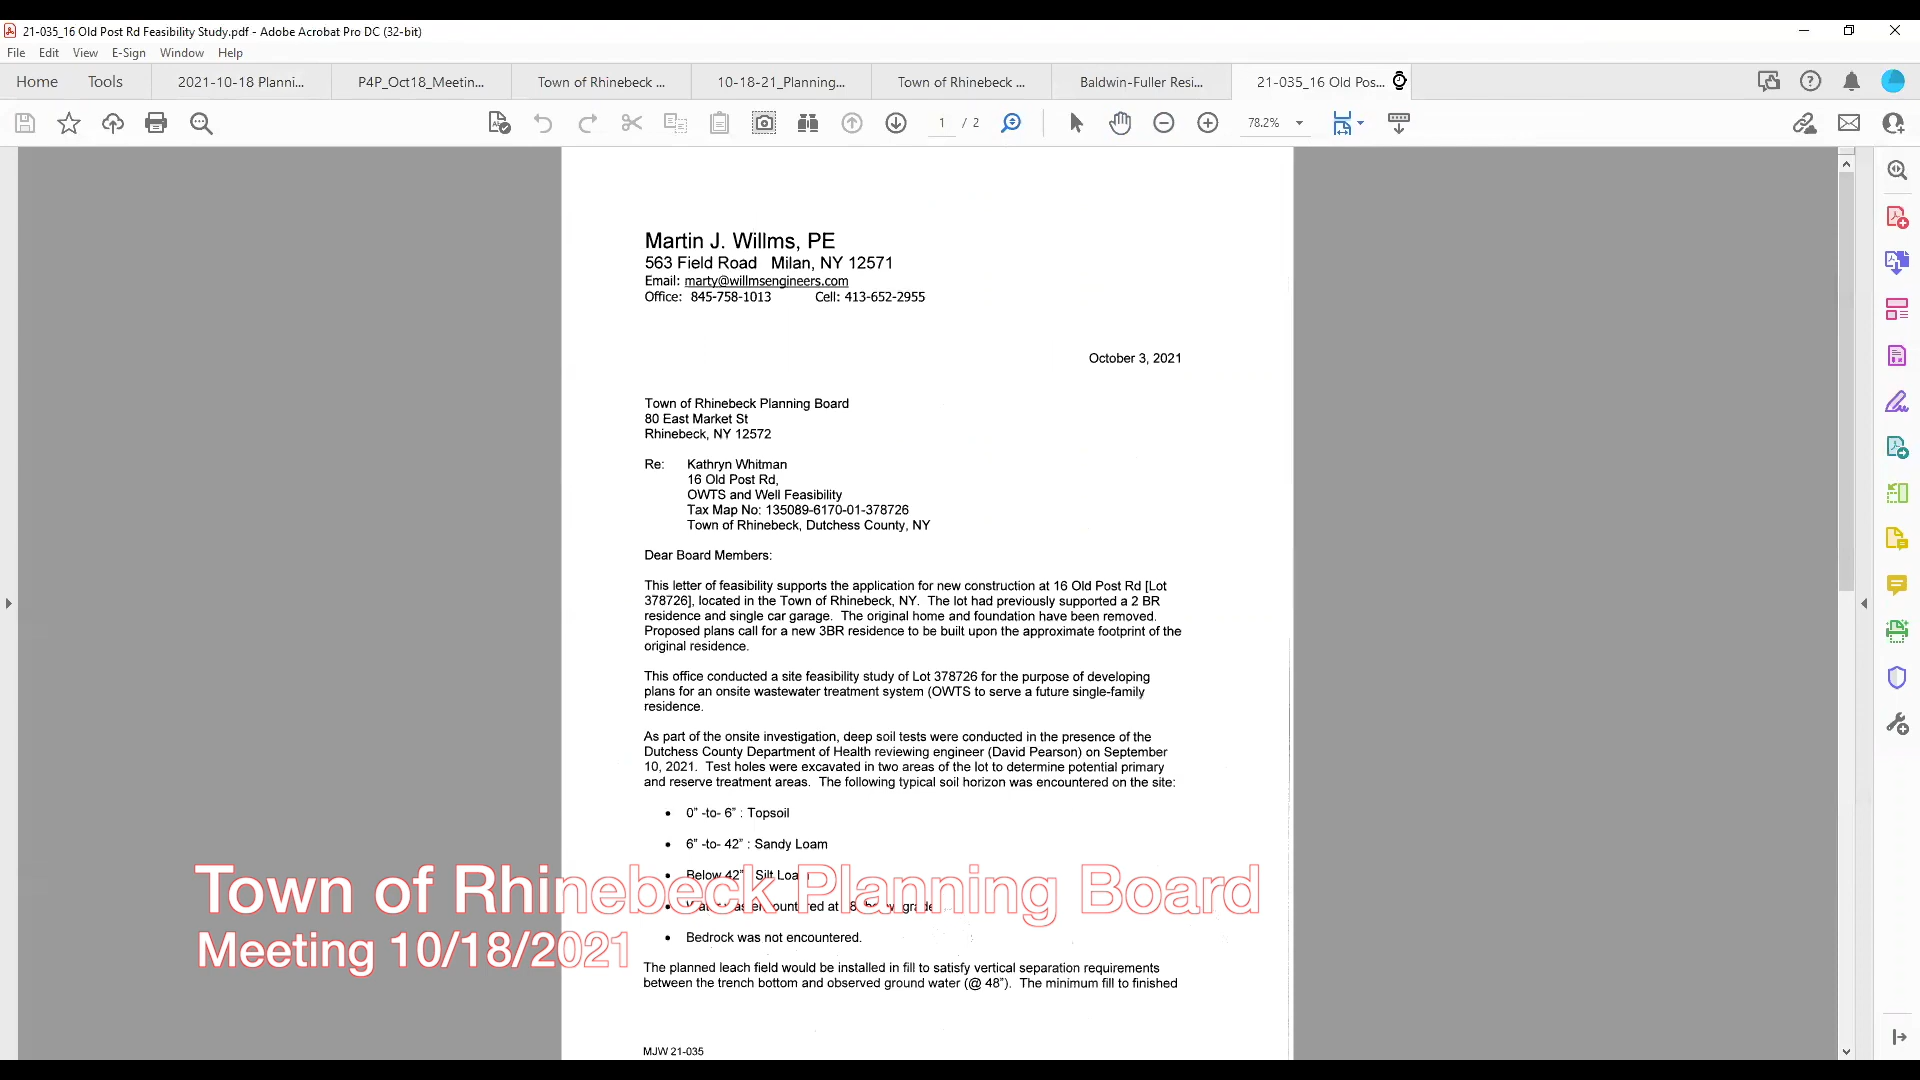 21-035_16 Old Post Rd Feasibility Study.pdf - Adobe Acrobat Pro DC (32-bit)
File Edit View E-Sign Window Help
Home Tools 2021-10-18 Planni... P4P_Oct18_Meetin... Town of Rhinebeck ... 10-18-21_Planning... Town of Rhinebeck ... Baldwin-Fuller Resi... 21-035_16 Old Pos...
1 / 2 78.2%
Martin J. Willms, PE
563 Field Road Milan, NY 12571
Email: marty@willmsengineers.com
Office: 845-758-1013 Cell: 413-652-2955
October 3, 2021
Town of Rhinebeck Planning Board
80 East Market St
Rhinebeck, NY 12572
Re: Kathryn Whitman
16 Old Post Rd,
OWTS and Well Feasibility
Tax Map No: 135089-6170-01-378726
Town of Rhinebeck, Dutchess County, NY
Dear Board Members:
This letter of feasibility supports the application for new construction at 16 Old Post Rd [Lot
378726], located in the Town of Rhinebeck, NY. The lot had previously supported a 2 BR
residence and single car garage. The original home and foundation have been removed.
Proposed plans call for a new 3BR residence to be built upon the approximate footprint of the
original residence.
This office conducted a site feasibility study of Lot 378726 for the purpose of developing
plans for an onsite wastewater treatment system (OWTS to serve a future single-family
residence.
As part of the onsite investigation, deep soil tests were conducted in the presence of the
Dutchess County Department of Health reviewing engineer (David Pearson) on September
10, 2021. Test holes were excavated in two areas of the lot to determine potential primary
and reserve treatment areas. The following typical soil horizon was encountered on the site:
• 0" -to- 6" : Topsoil
• 6" -to- 42" : Sandy Loam
• Below 42" : Silt Loam
Town of Rhinebeck Planning Board
• Water was encountered at 48" below grade
• Bedrock was not encountered.
Meeting 10/18/2021
The planned leach field would be installed in fill to satisfy vertical separation requirements
between the trench bottom and observed ground water (@ 48"). The minimum fill to finished
MJW 21-035